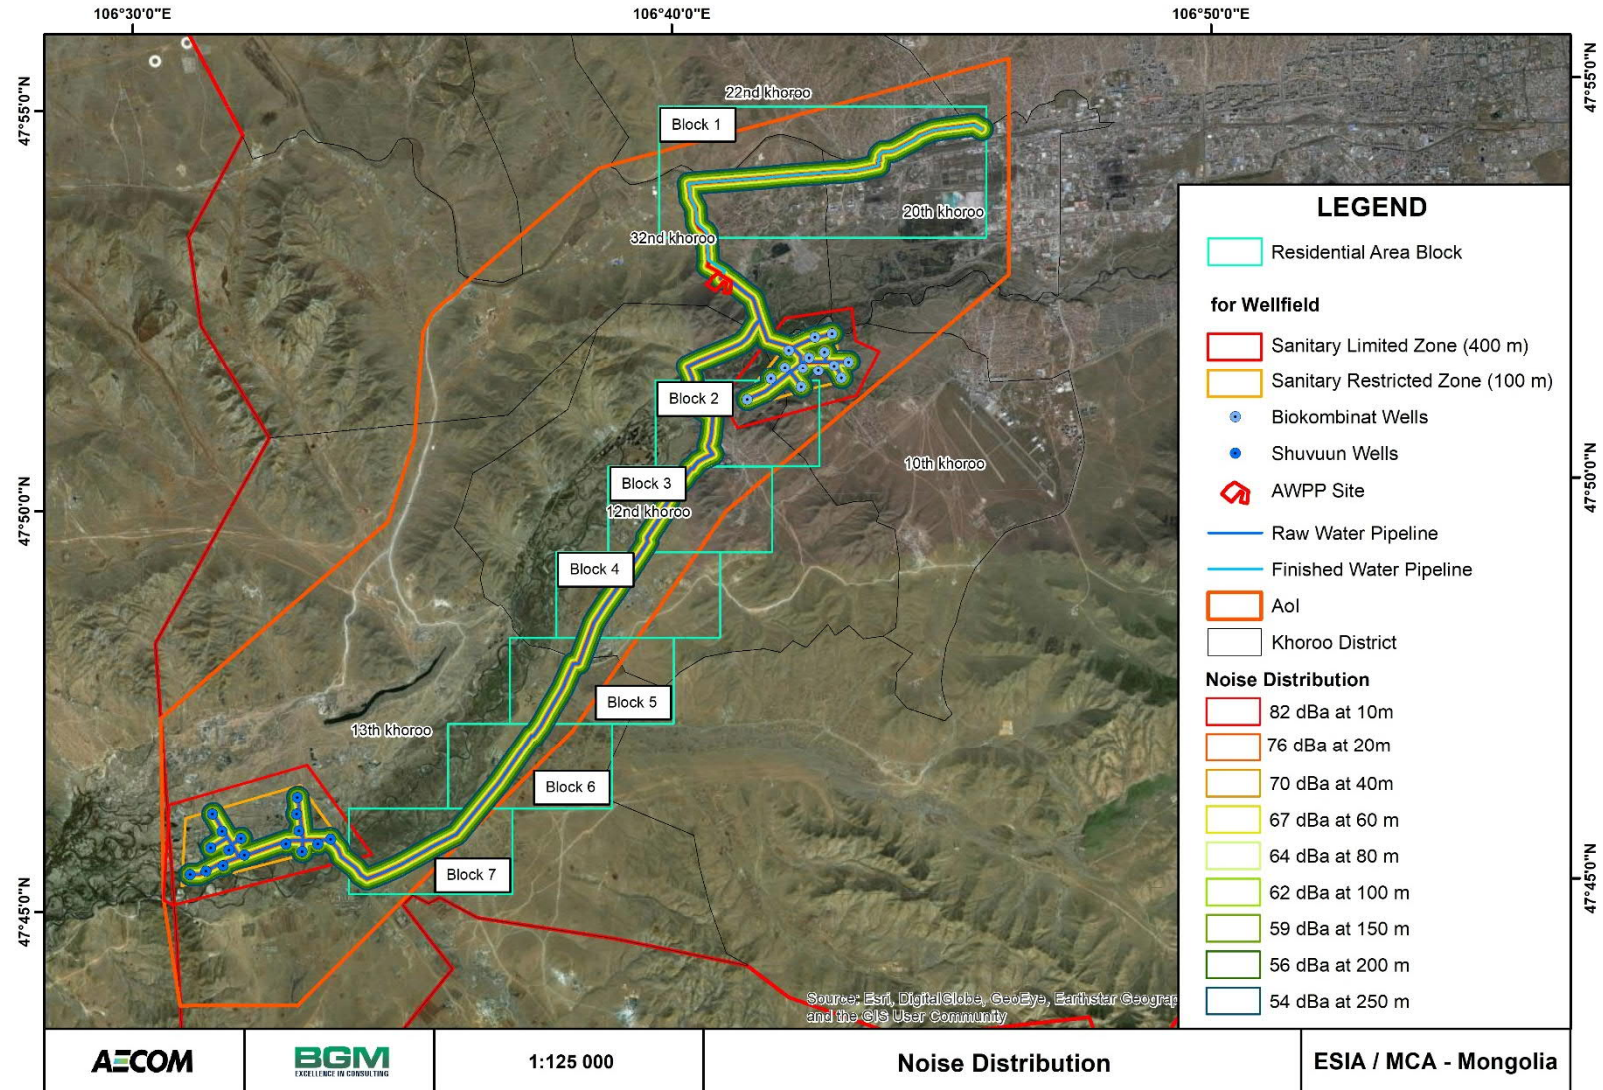 106°30'0"E
106°40'0"E
106°50'0"E
47°55'0"N
47°50'0"N
47°45'0"N
47°55'0"N
47°50'0"N
47°45'0"N
22nd khoroo
Block 1
20th khoroo
32nd khoroo
Block 2
10th khoroo
Block 3
12nd khoroo
Block 4
Block 5
13th khoroo
Block 6
Block 7
Source: Esri, DigitalGlobe, GeoEye, Earthstar Geograp
and the GIS User Community
LEGEND
Residential Area Block
for Wellfield
Sanitary Limited Zone (400 m)
Sanitary Restricted Zone (100 m)
Biokombinat Wells
Shuvuun Wells
AWPP Site
Raw Water Pipeline
Finished Water Pipeline
AoI
Khoroo District
Noise Distribution
82 dBa at 10m
76 dBa at 20m
70 dBa at 40m
67 dBa at 60 m
64 dBa at 80 m
62 dBa at 100 m
59 dBa at 150 m
56 dBa at 200 m
54 dBa at 250 m
AECOM
BGM
EXCELLENCE IN CONSULTING
1:125 000
Noise Distribution
ESIA / MCA - Mongolia